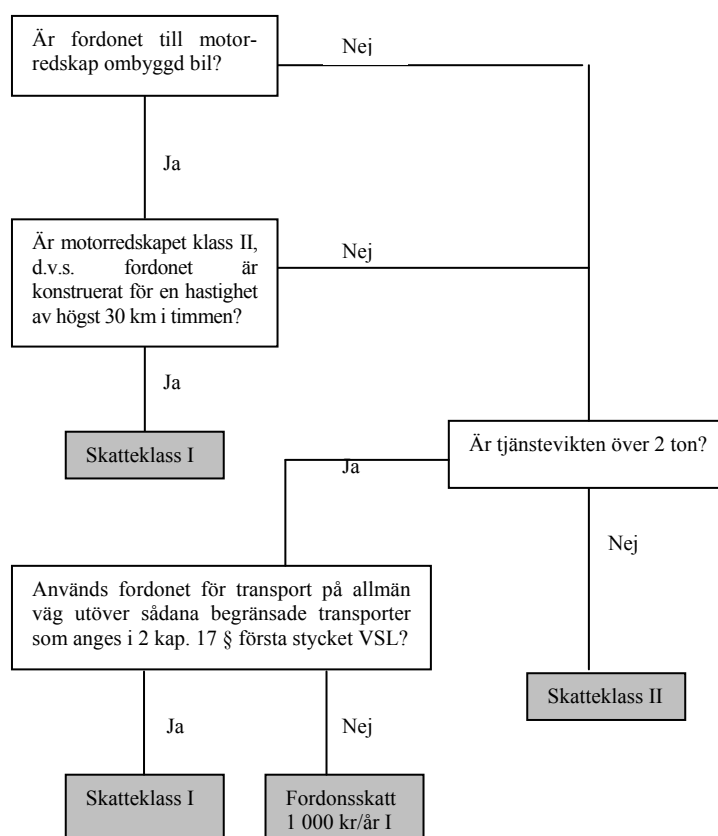 Är fordonet till motor-
redskap ombyggd bil?
Nej
Ja
Är motorredskapet klass II,
d.v.s. fordonet är
konstruerat för en hastighet
av högst 30 km i timmen?
Nej
Ja
Skatteklass I
Är tjänstevikten över 2 ton?
Ja
Nej
Används fordonet för transport på allmän
väg utöver sådana begränsade transporter
som anges i 2 kap. 17 § första stycket VSL?
Skatteklass II
Ja
Nej
Skatteklass I
Fordonsskatt
1 000 kr/år I